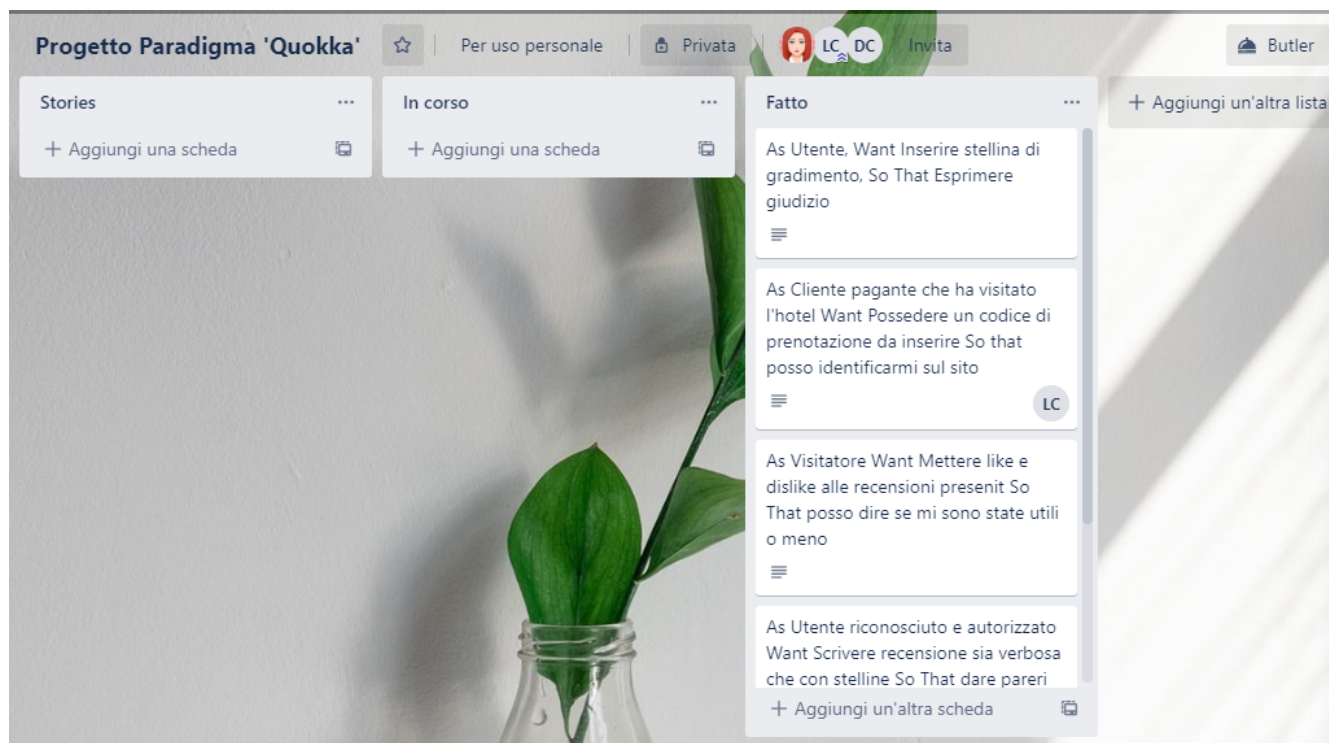 Progetto Paradigma 'Quokka'
Per uso personale
Privata
LC
DC
Invita
Butler
Stories
+ Aggiungi una scheda
In corso
+ Aggiungi una scheda
Fatto
As Utente, Want Inserire stellina di
gradimento, So That Esprimere
giudizio
As Cliente pagante che ha visitato
l'hotel Want Possedere un codice di
prenotazione da inserire So that
posso identificarmi sul sito
LC
As Visitatore Want Mettere like e
dislike alle recensioni presenit So
That posso dire se mi sono state utili
o meno
As Utente riconosciuto e autorizzato
Want Scrivere recensione sia verbosa
che con stelline So That dare pareri
+ Aggiungi un'altra scheda
+ Aggiungi un'altra lista